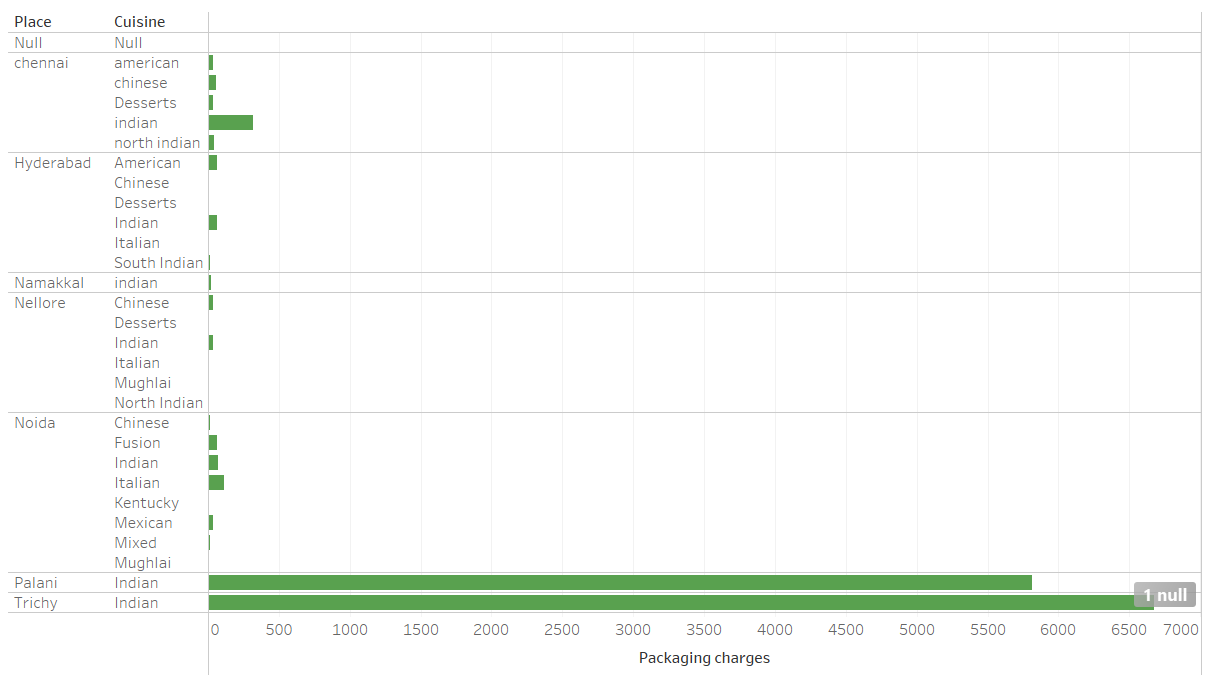 Place Cuisine
Null Null
chennai american
chinese
Desserts
indian
north indian
Hyderabad American
Chinese
Desserts
Indian
Italian
South Indian
Namakkal indian
Nellore Chinese
Desserts
Indian
Italian
Mughlai
North Indian
Noida Chinese
Fusion
Indian
Italian
Kentucky
Mexican
Mixed
Mughlai
Palani Indian
1 null
Trichy Indian
0 500 1000 1500 2000 2500 3000 3500 4000 4500 5000 5500 6000 6500 7000
Packaging charges